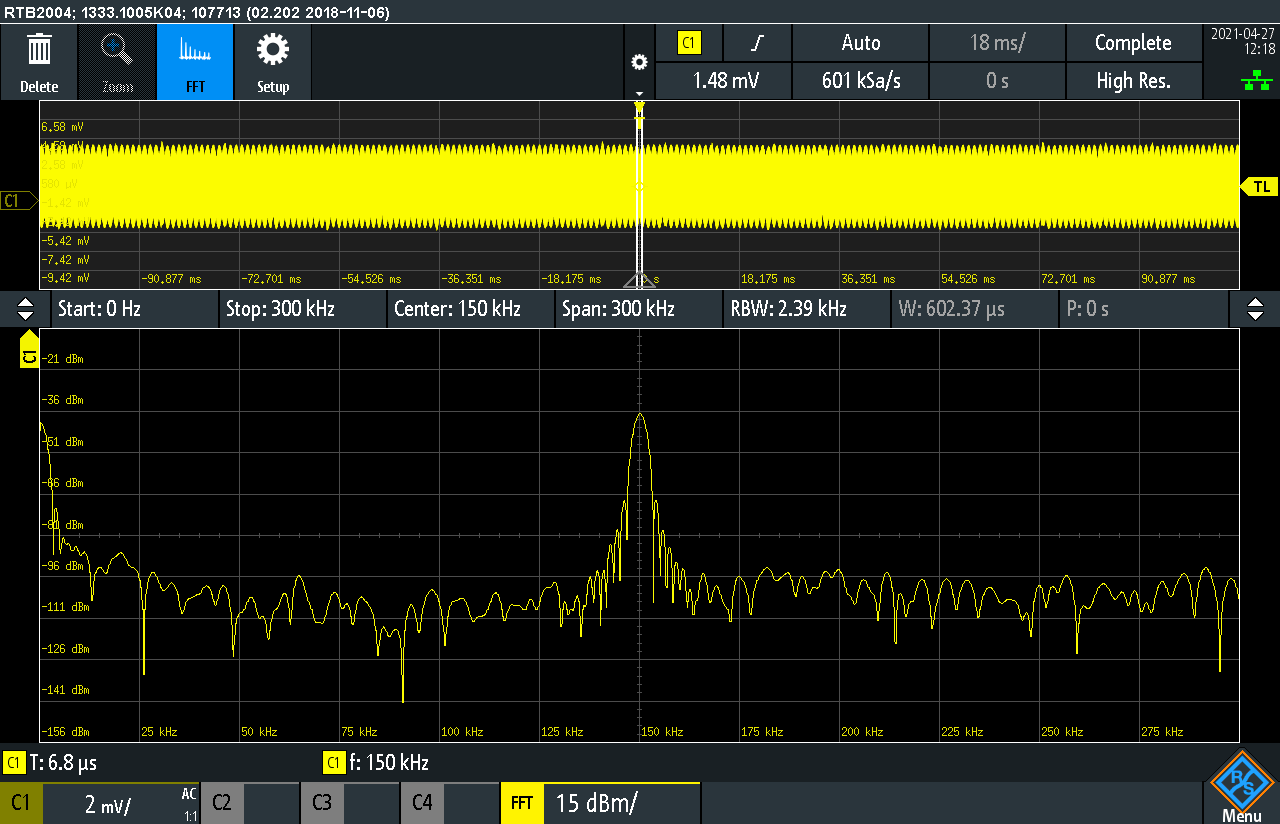 RTB2004; 1333.1005K04; 107713 (02.202 2018-11-06)
Delete
Zoom
FFT
Setup
C1
Auto
18 ms/
Complete
1.48 mV
601 kSa/s
0 s
High Res.
2021-04-27
12:18
6.58 mV
4.58 mV
2.58 mV
580 µV
-1.42 mV
-5.42 mV
-7.42 mV
-9.42 mV
C1
TL
-90.877 ms
-72.701 ms
-54.526 ms
-36.351 ms
-18.175 ms
18.175 ms
36.351 ms
54.526 ms
72.701 ms
90.877 ms
Start: 0 Hz
Stop: 300 kHz
Center: 150 kHz
Span: 300 kHz
RBW: 2.39 kHz
W: 602.37 µs
P: 0 s
C1
-21 dBm
-36 dBm
-51 dBm
-66 dBm
-81 dBm
-96 dBm
-111 dBm
-126 dBm
-141 dBm
-156 dBm
25 kHz
50 kHz
75 kHz
100 kHz
125 kHz
150 kHz
175 kHz
200 kHz
225 kHz
250 kHz
275 kHz
C1 T: 6.8 µs
C1 f: 150 kHz
C1
2 mV/
AC
1:1
C2
C3
C4
FFT
15 dBm/
R&S
Menu